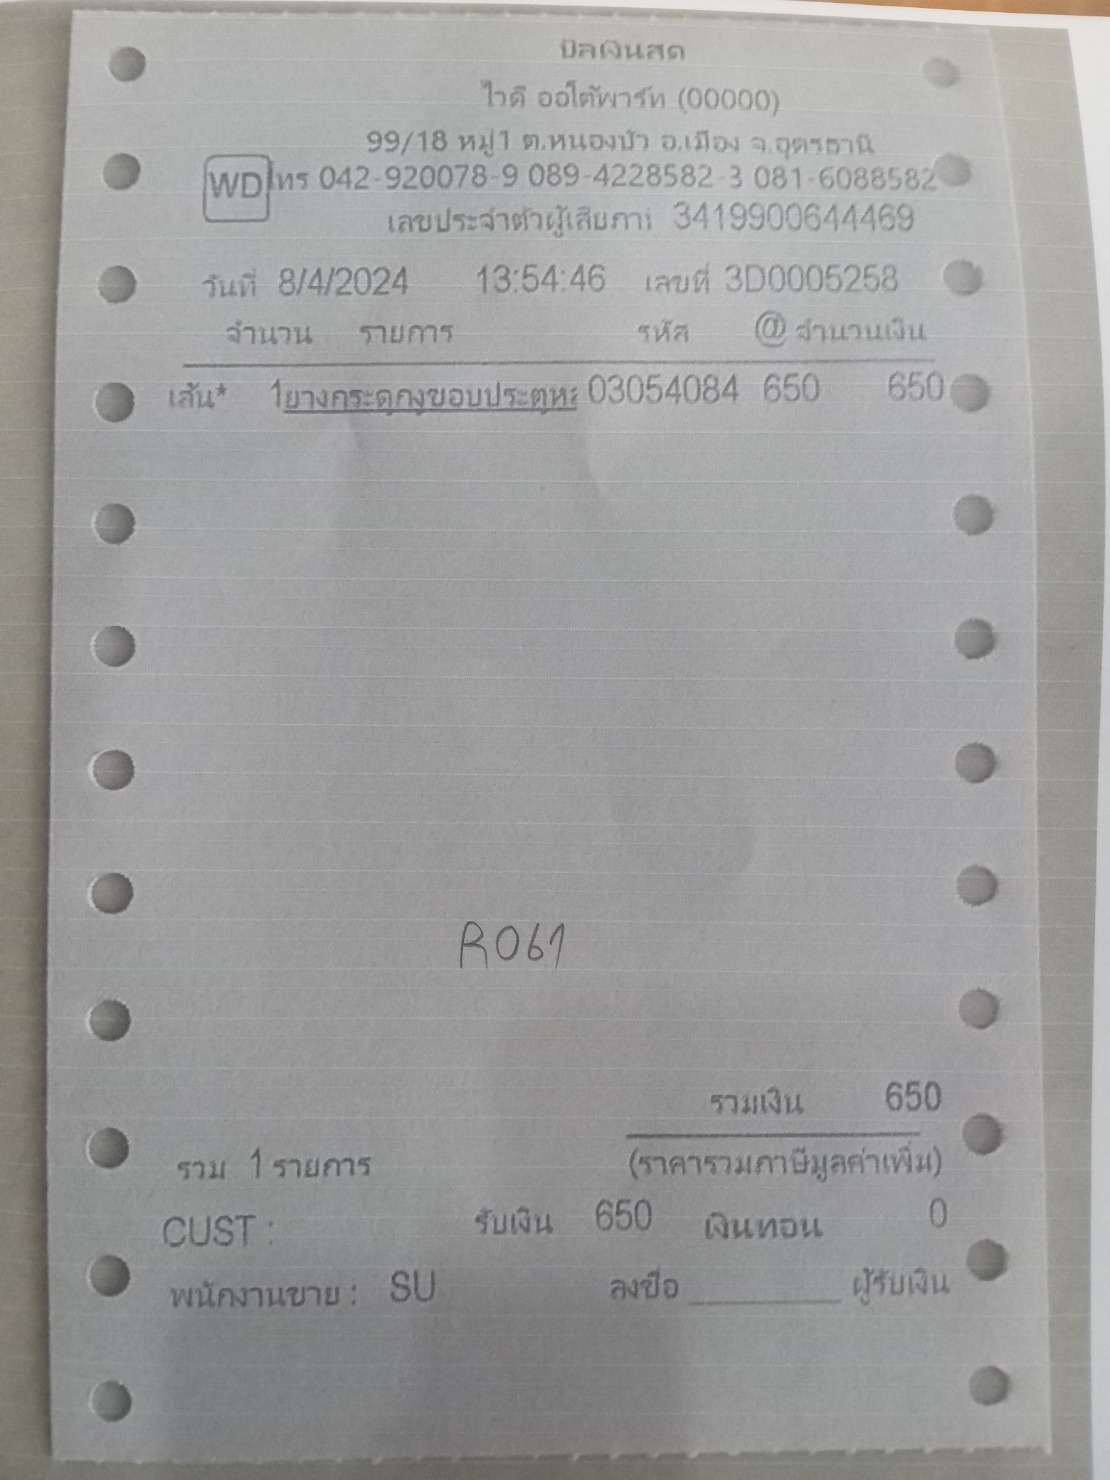 บิลเงินสด
ไวดี ออโต้พาร์ท (00000)
99/18 หมู่1 ต.หนองบัว อ.เมือง จ.อุดรธานี
WD โทร 042-920078-9 089-4228582-3 081-6088582
เลขประจำตัวผู้เสียภาษี 3419900644469
วันที่ 8/4/2024 13:54:46 เลขที่ 3D0005258
จำนวน รายการ รหัส @ จำนวนเงิน
เส้น* 1 ยางกระดูกงูขอบประตูหะ 03054084 650 650
R061
รวมเงิน 650
รวม 1 รายการ (ราคารวมภาษีมูลค่าเพิ่ม)
CUST : รับเงิน 650 เงินทอน 0
พนักงานขาย : SU ลงชื่อ ________ ผู้รับเงิน